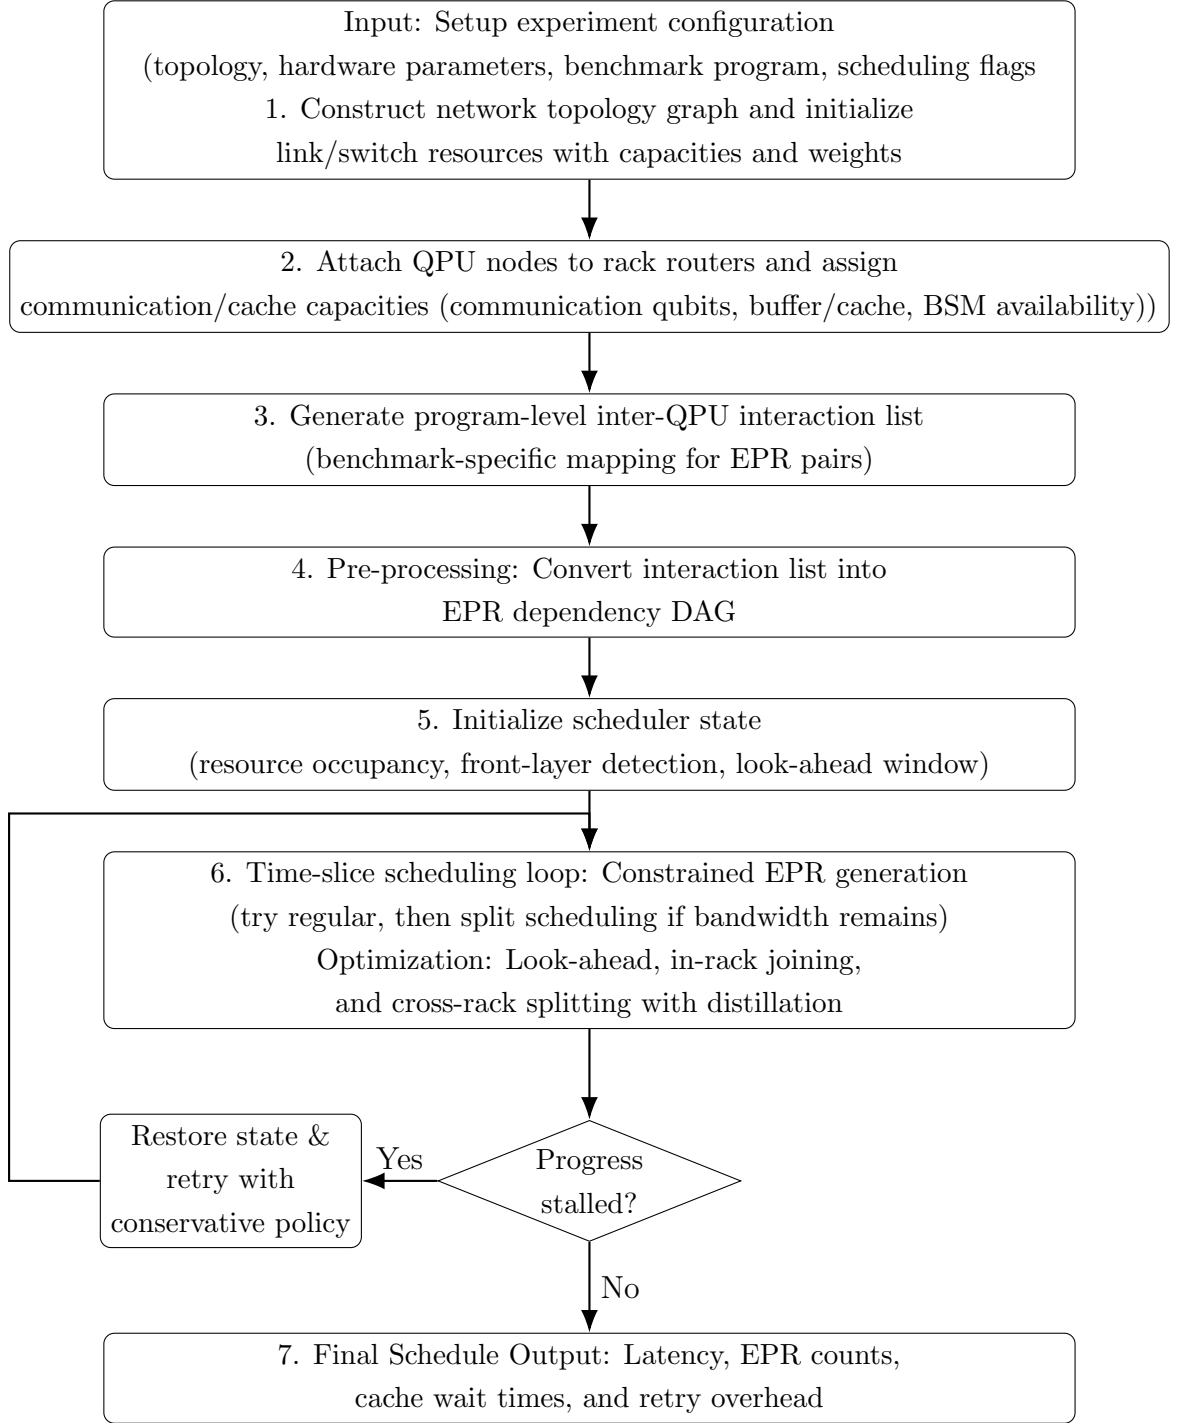 Input: Setup experiment configuration
(topology, hardware parameters, benchmark program, scheduling flags
1. Construct network topology graph and initialize
link/switch resources with capacities and weights
2. Attach QPU nodes to rack routers and assign
communication/cache capacities (communication qubits, buffer/cache, BSM availability))
3. Generate program-level inter-QPU interaction list
(benchmark-specific mapping for EPR pairs)
4. Pre-processing: Convert interaction list into
EPR dependency DAG
5. Initialize scheduler state
(resource occupancy, front-layer detection, look-ahead window)
6. Time-slice scheduling loop: Constrained EPR generation
(try regular, then split scheduling if bandwidth remains)
Optimization: Look-ahead, in-rack joining,
and cross-rack splitting with distillation
Restore state &
retry with
conservative policy
Yes
Progress
stalled?
No
7. Final Schedule Output: Latency, EPR counts,
cache wait times, and retry overhead